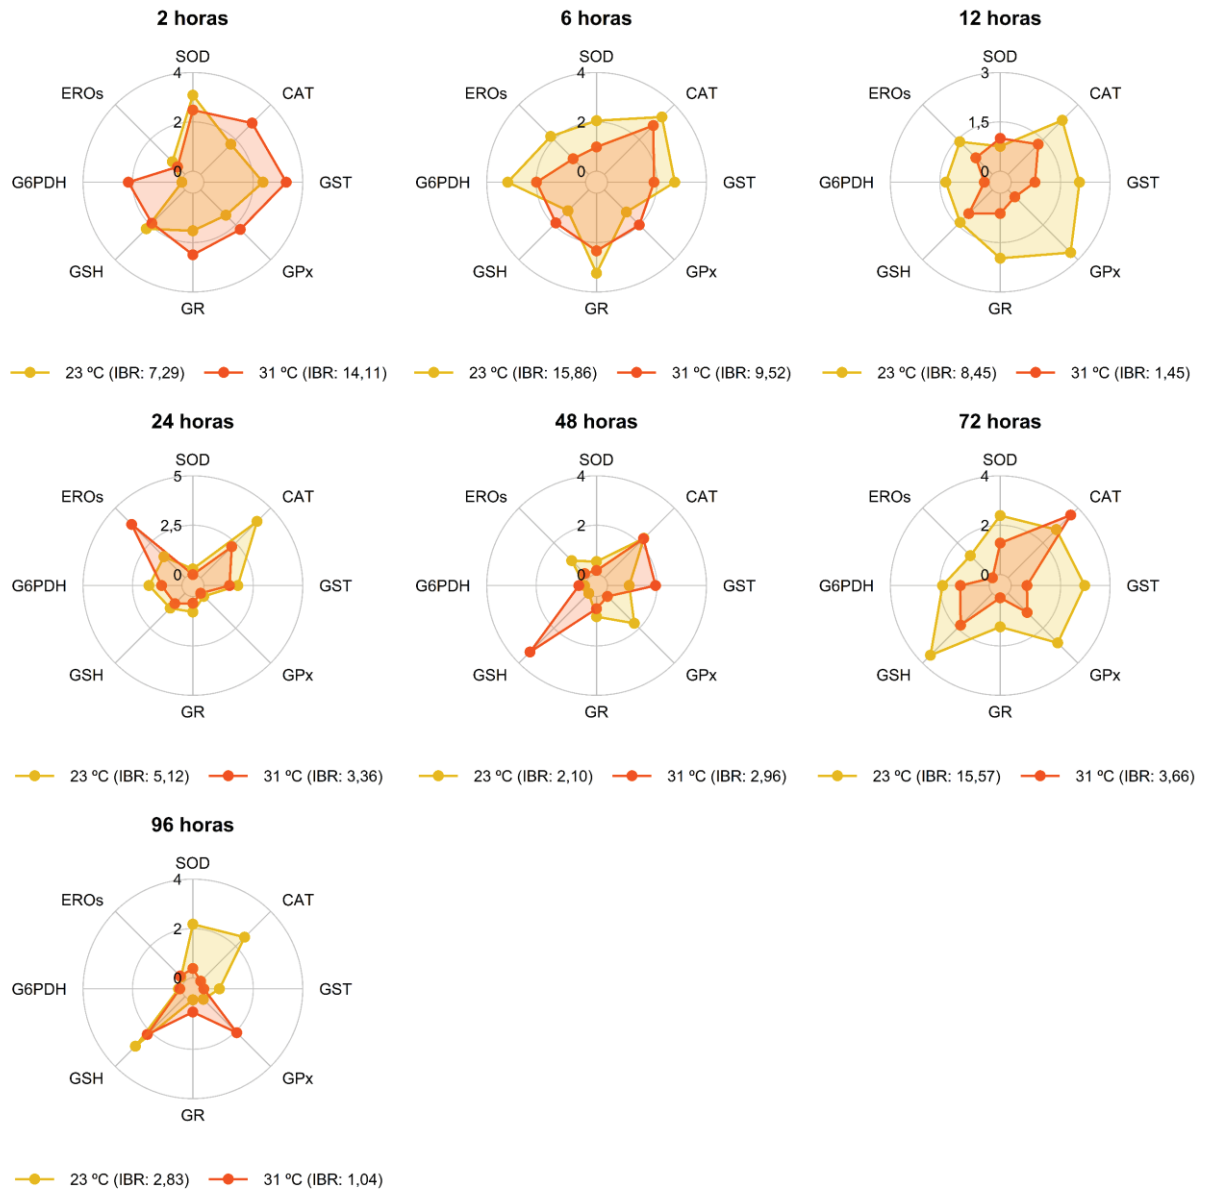 2 horas
6 horas
12 horas
SOD
SOD
SOD
4
4
3
EROs
CAT
EROs
CAT
EROs
CAT
2
2
1,5
0
0
0
G6PDH
GST
G6PDH
GST
G6PDH
GST
GSH
GPx
GSH
GPx
GSH
GPx
GR
GR
GR
23 ºC (IBR: 7,29)
31 ºC (IBR: 14,11)
23 ºC (IBR: 15,86)
31 ºC (IBR: 9,52)
23 ºC (IBR: 8,45)
31 ºC (IBR: 1,45)
24 horas
48 horas
72 horas
SOD
SOD
SOD
5
4
4
EROs
CAT
EROs
CAT
EROs
CAT
2,5
2
2
0
0
0
G6PDH
GST
G6PDH
GST
G6PDH
GST
GSH
GPx
GSH
GPx
GSH
GPx
GR
GR
GR
23 ºC (IBR: 5,12)
31 ºC (IBR: 3,36)
23 ºC (IBR: 2,10)
31 ºC (IBR: 2,96)
23 ºC (IBR: 15,57)
31 ºC (IBR: 3,66)
96 horas
SOD
4
EROs
CAT
2
0
G6PDH
GST
GSH
GPx
GR
23 ºC (IBR: 2,83)
31 ºC (IBR: 1,04)